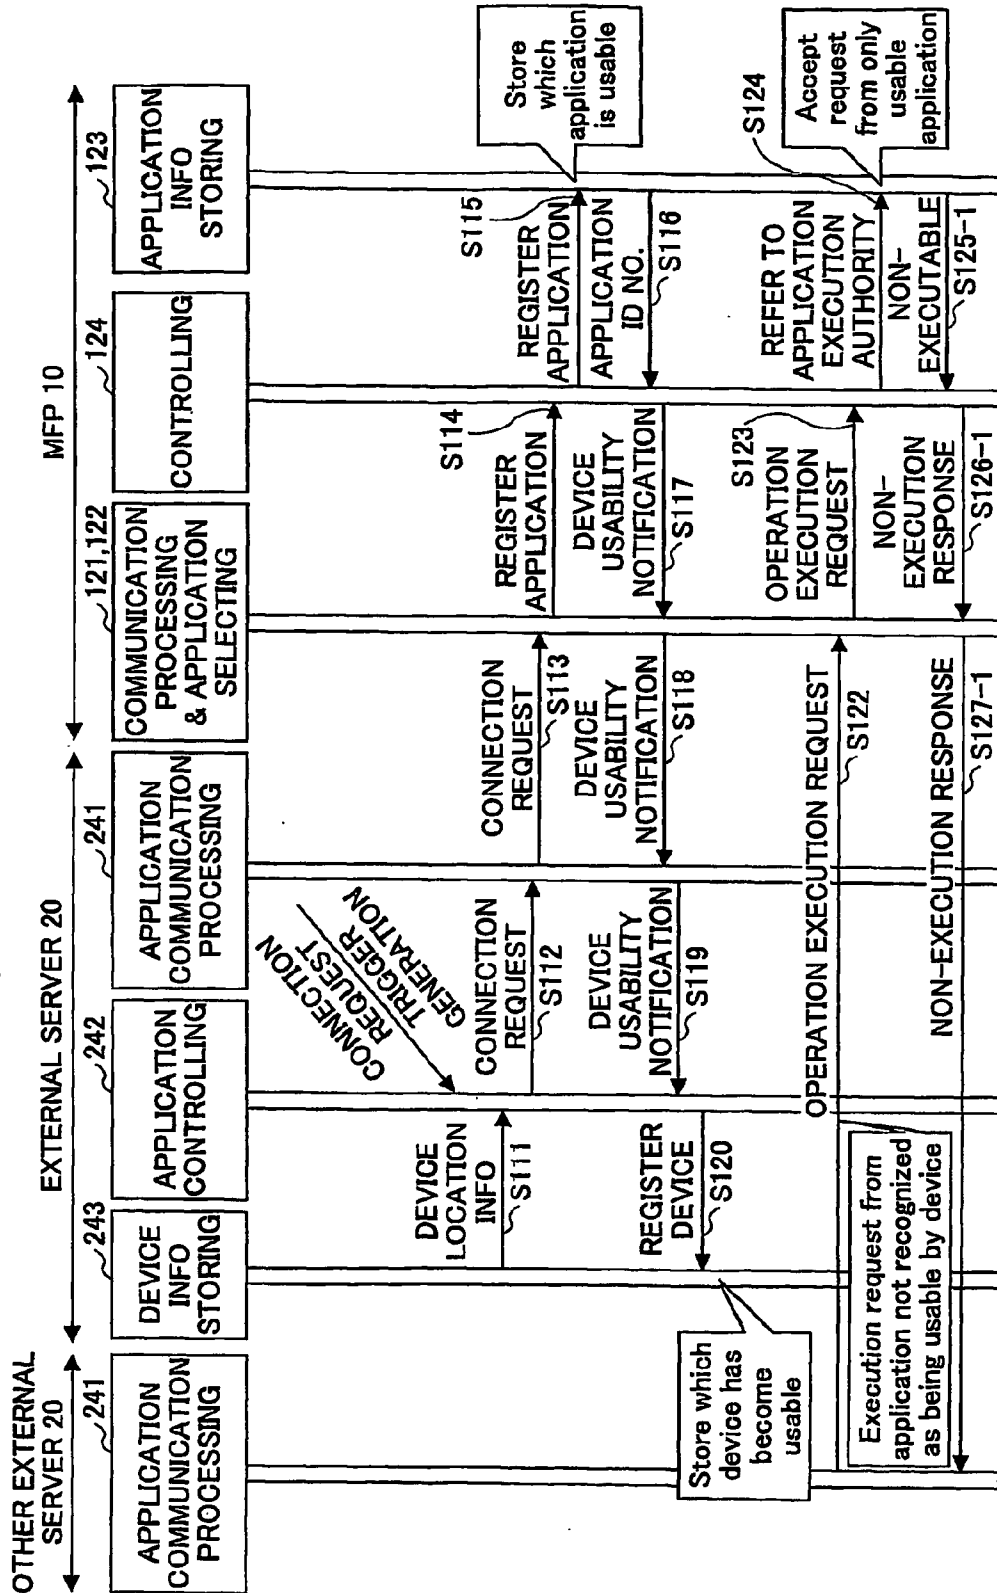 OTHER EXTERNAL
SERVER 20
EXTERNAL SERVER 20
MFP 10
241
243
242
241
121,122
124
123
APPLICATION
COMMUNICATION
PROCESSING
DEVICE
INFO
STORING
APPLICATION
CONTROLLING
APPLICATION
COMMUNICATION
PROCESSING
COMMUNICATION
PROCESSING
& APPLICATION
SELECTING
CONTROLLING
APPLICATION
INFO
STORING
CONNECTION
REQUEST
TRIGGER
GENERATION
DEVICE
LOCATION
INFO
S111
CONNECTION
REQUEST
S112
CONNECTION
REQUEST
S113
REGISTER
APPLICATION
S114
REGISTER
APPLICATION
S115
Store
which
application
is usable
APPLICATION
ID NO.
S116
DEVICE
USABILITY
NOTIFICATION
S117
DEVICE
USABILITY
NOTIFICATION
S118
DEVICE
USABILITY
NOTIFICATION
S119
REGISTER
DEVICE
S120
Store which
device has
become
usable
OPERATION EXECUTION REQUEST
S122
Execution request from
application not recognized
as being usable by device
OPERATION
EXECUTION
REQUEST
S123
REFER TO
APPLICATION
EXECUTION
AUTHORITY
S124
Accept
request
from only
usable
application
NON-
EXECUTABLE
S125-1
NON-
EXECUTION
RESPONSE
S126-1
NON-EXECUTION RESPONSE
S127-1